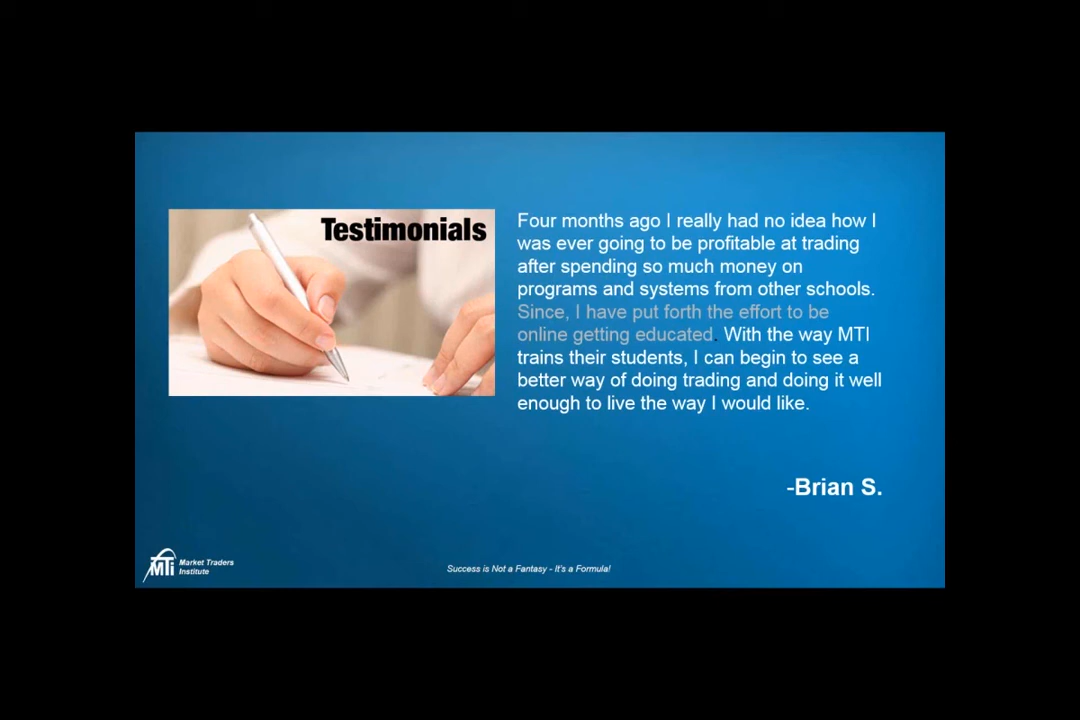 Testimonials
Four months ago I really had no idea how I
was ever going to be profitable at trading
after spending so much money on
programs and systems from other schools.
Since, I have put forth the effort to be
online getting educated. With the way MTI
trains their students, I can begin to see a
better way of doing trading and doing it well
enough to live the way I would like.
-Brian S.
MTi Market Traders
Institute
Success is Not a Fantasy - It's a Formula!